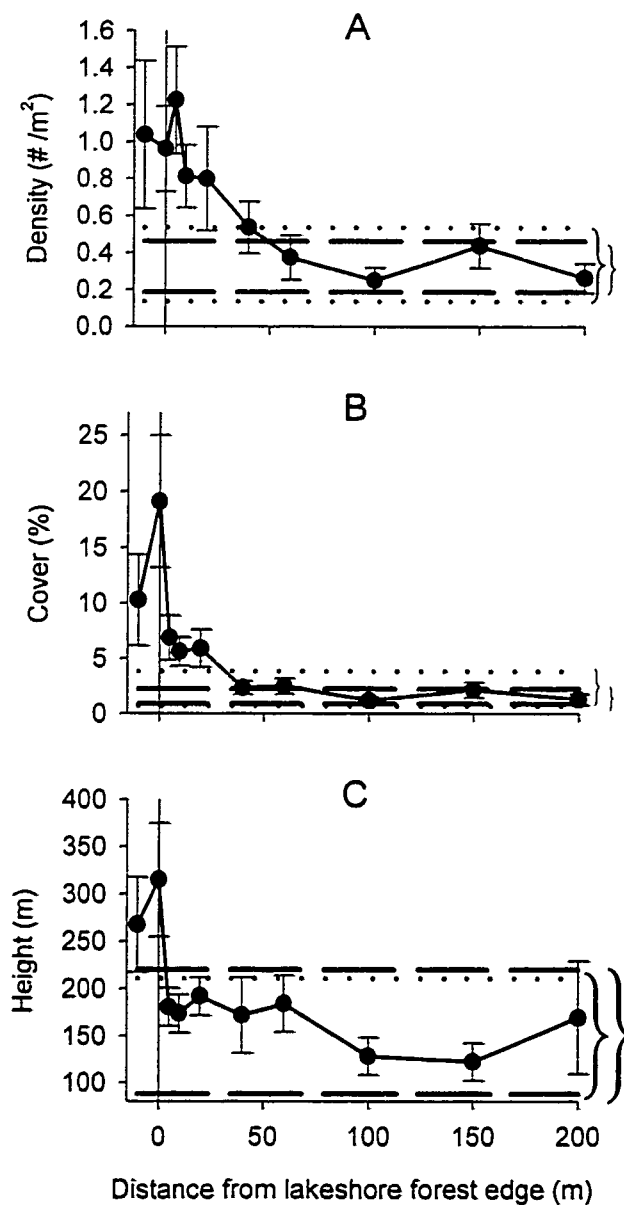 A
Density (# /m²)
1.6
1.4
1.2
1.0
0.8
0.6
0.4
0.2
0.0
B
Cover (%)
25
20
15
10
5
0
C
Height (m)
400
350
300
250
200
150
100
0 50 100 150 200
Distance from lakeshore forest edge (m)